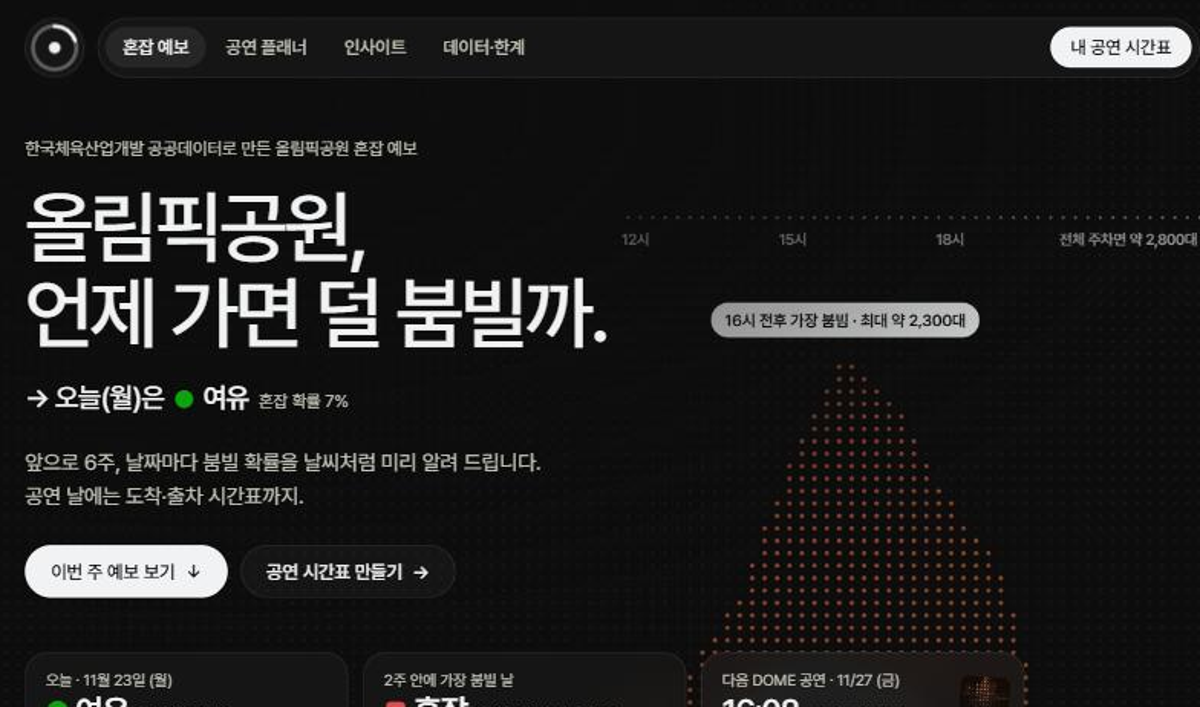 혼잡 예보 공연 플래너 인사이트 데이터·한계 내 공연 시간표
한국체육산업개발 공공데이터로 만든 올림픽공원 혼잡 예보
올림픽공원,
언제 가면 덜 붐빌까.
→ 오늘(월)은 여유 혼잡 확률 7%
앞으로 6주, 날짜마다 붐빌 확률을 날씨처럼 미리 알려 드립니다.
공연 날에는 도착·출차 시간표까지.
이번 주 예보 보기 ↓ 공연 시간표 만들기 →
12시 15시 18시 전체 주차면 약 2,800대
16시 전후 가장 붐빔 · 최대 약 2,300대
오늘 · 11월 23일 (월)
여유
2주 안에 가장 붐빌 날
혼잡
다음 DOME 공연 · 11/27 (금)